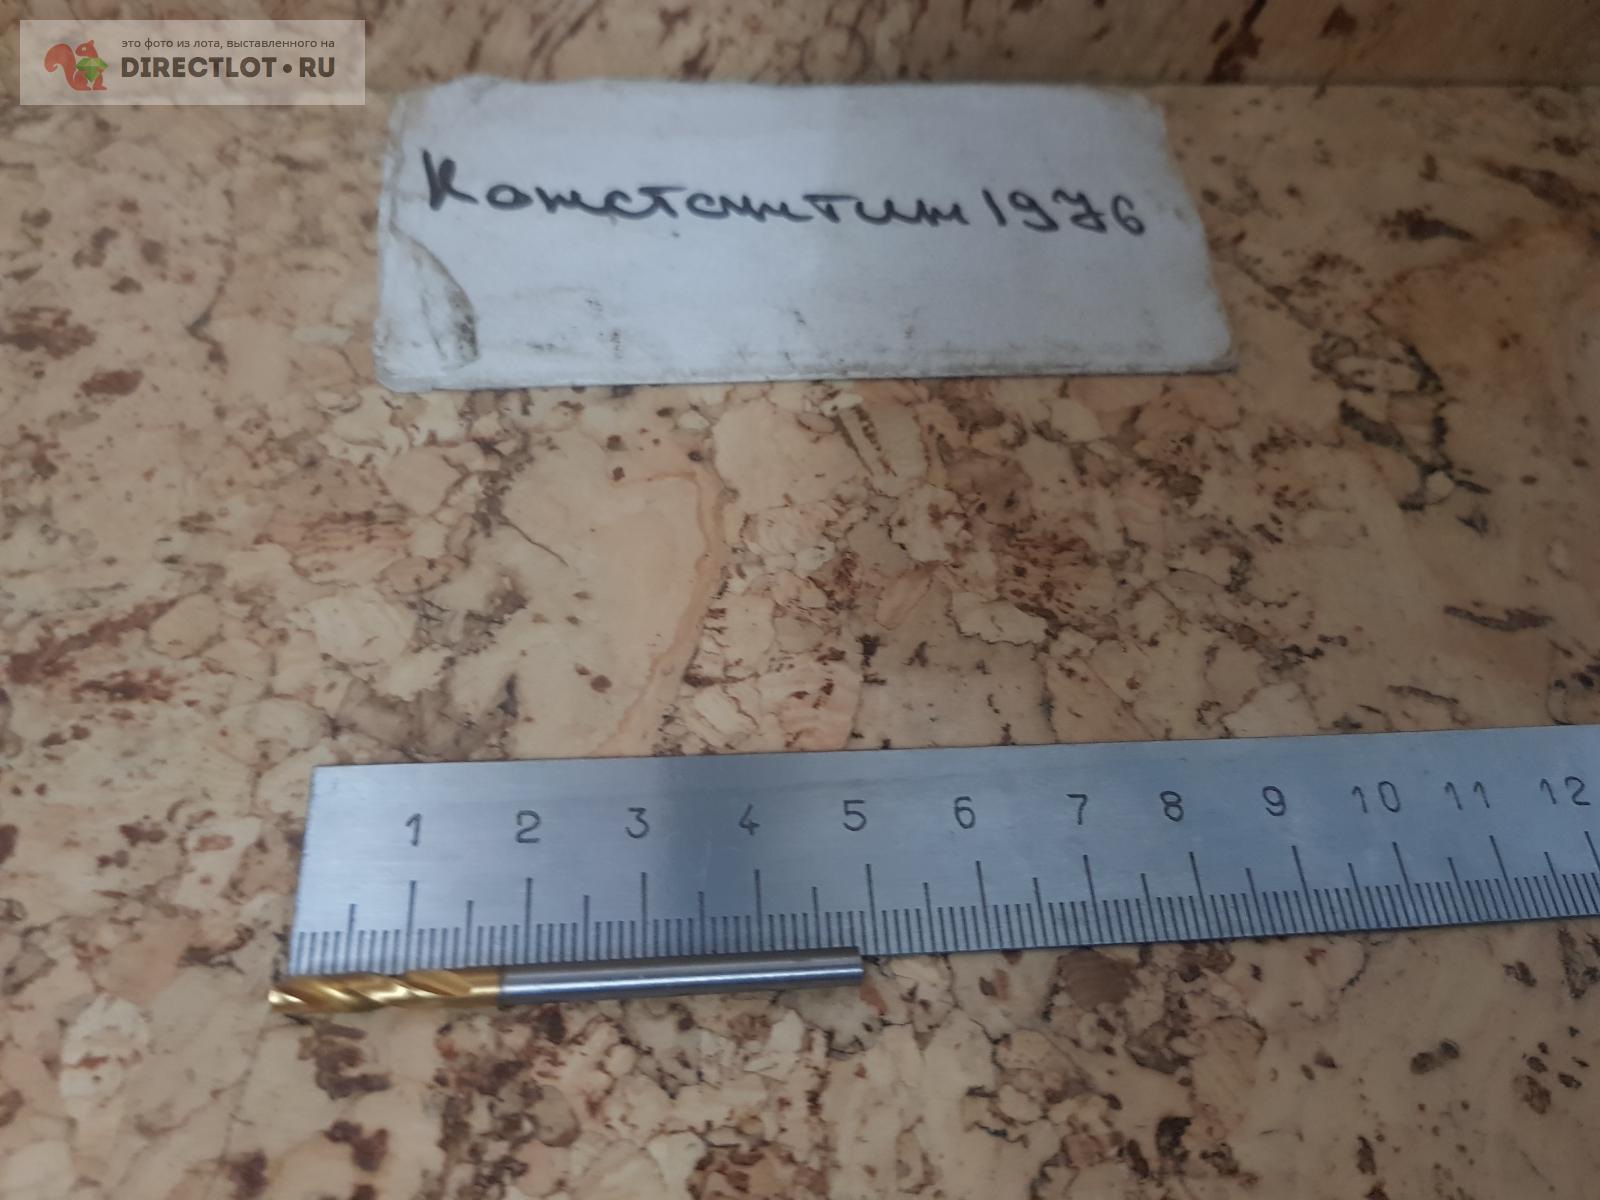 это фото из лота, выставленного на
DIRECTLOT•RU
Константин 1976
1 2 3 4 5 6 7 8 9 10 11 12